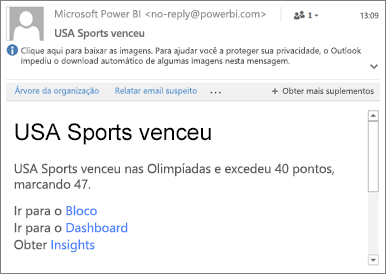 Microsoft Power BI <no-reply@powerbi.com>
1
13:09
USA Sports venceu
Clique aqui para baixar as imagens. Para ajudar você a proteger sua privacidade, o Outlook
impediu o download automático de algumas imagens nesta mensagem.
Árvore da organização Relatar email suspeito ... + Obter mais suplementos
USA Sports venceu
USA Sports venceu nas Olimpíadas e excedeu 40 pontos,
marcando 47.
Ir para o Bloco
Ir para o Dashboard
Obter Insights